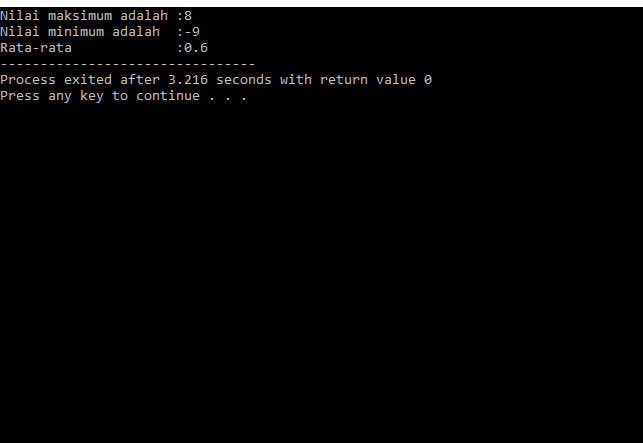 Nilai maksimum adalah :8
Nilai minimum adalah  :-9
Rata-rata             :0.6
--------------------------------
Process exited after 3.216 seconds with return value 0
Press any key to continue . . .